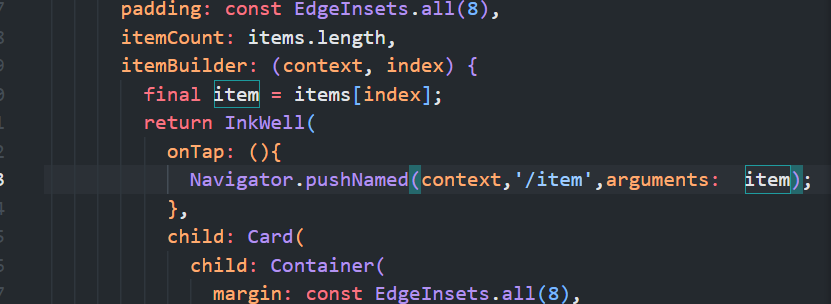 padding: const EdgeInsets.all(8),
itemCount: items.length,
itemBuilder: (context, index) {
final item = items[index];
return InkWell(
onTap: (){
Navigator.pushNamed(context,'/item',arguments:  item);
},
child: Card(
child: Container(
margin: const EdgeInsets.all(8),